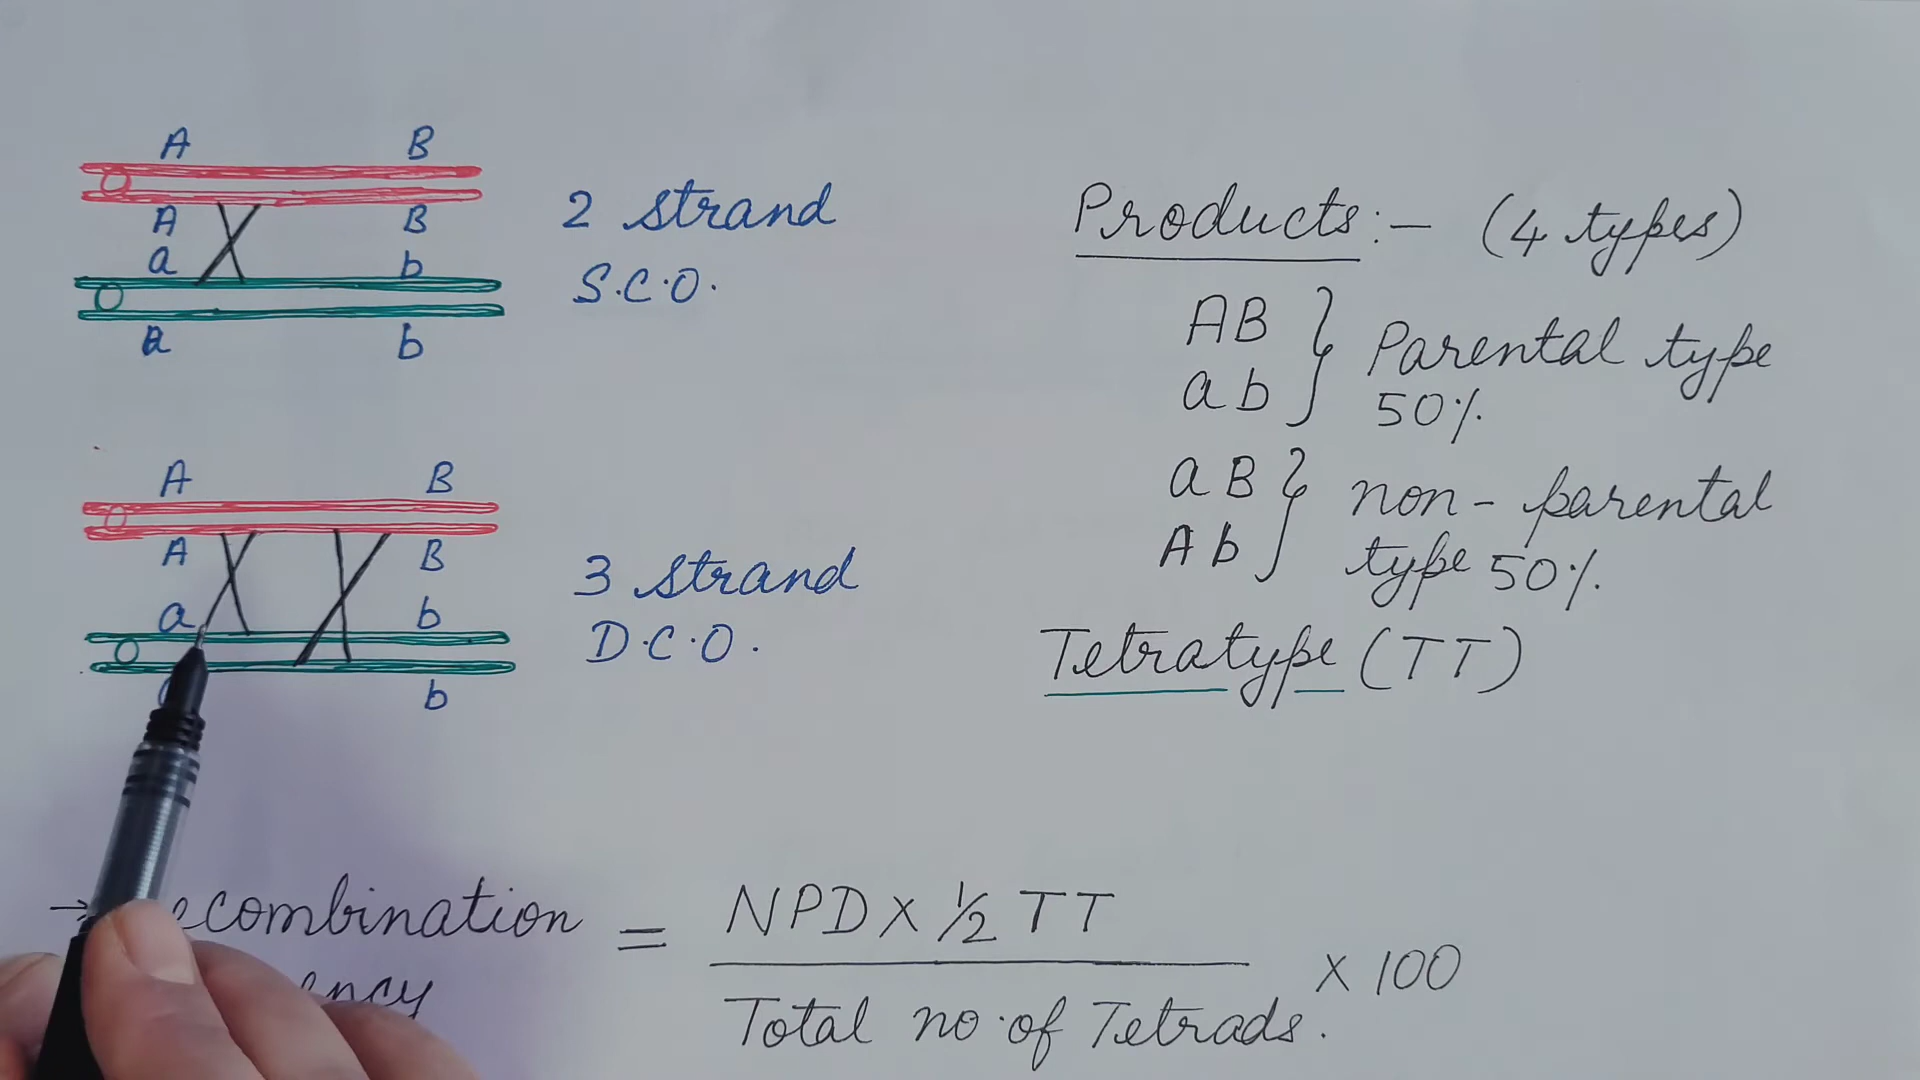 A B
A B
a b
a b
2 strand
S.C.O.
A B
A B
a b
b
3 strand
D.C.O.
Products:- (4 types)
AB
ab
Parental type
50%
aB
Ab
non-parental
type 50%
Tetratype (TT)
→ ecombination
ency
= NPD X 1/2 TT
Total no. of Tetrads.
X 100